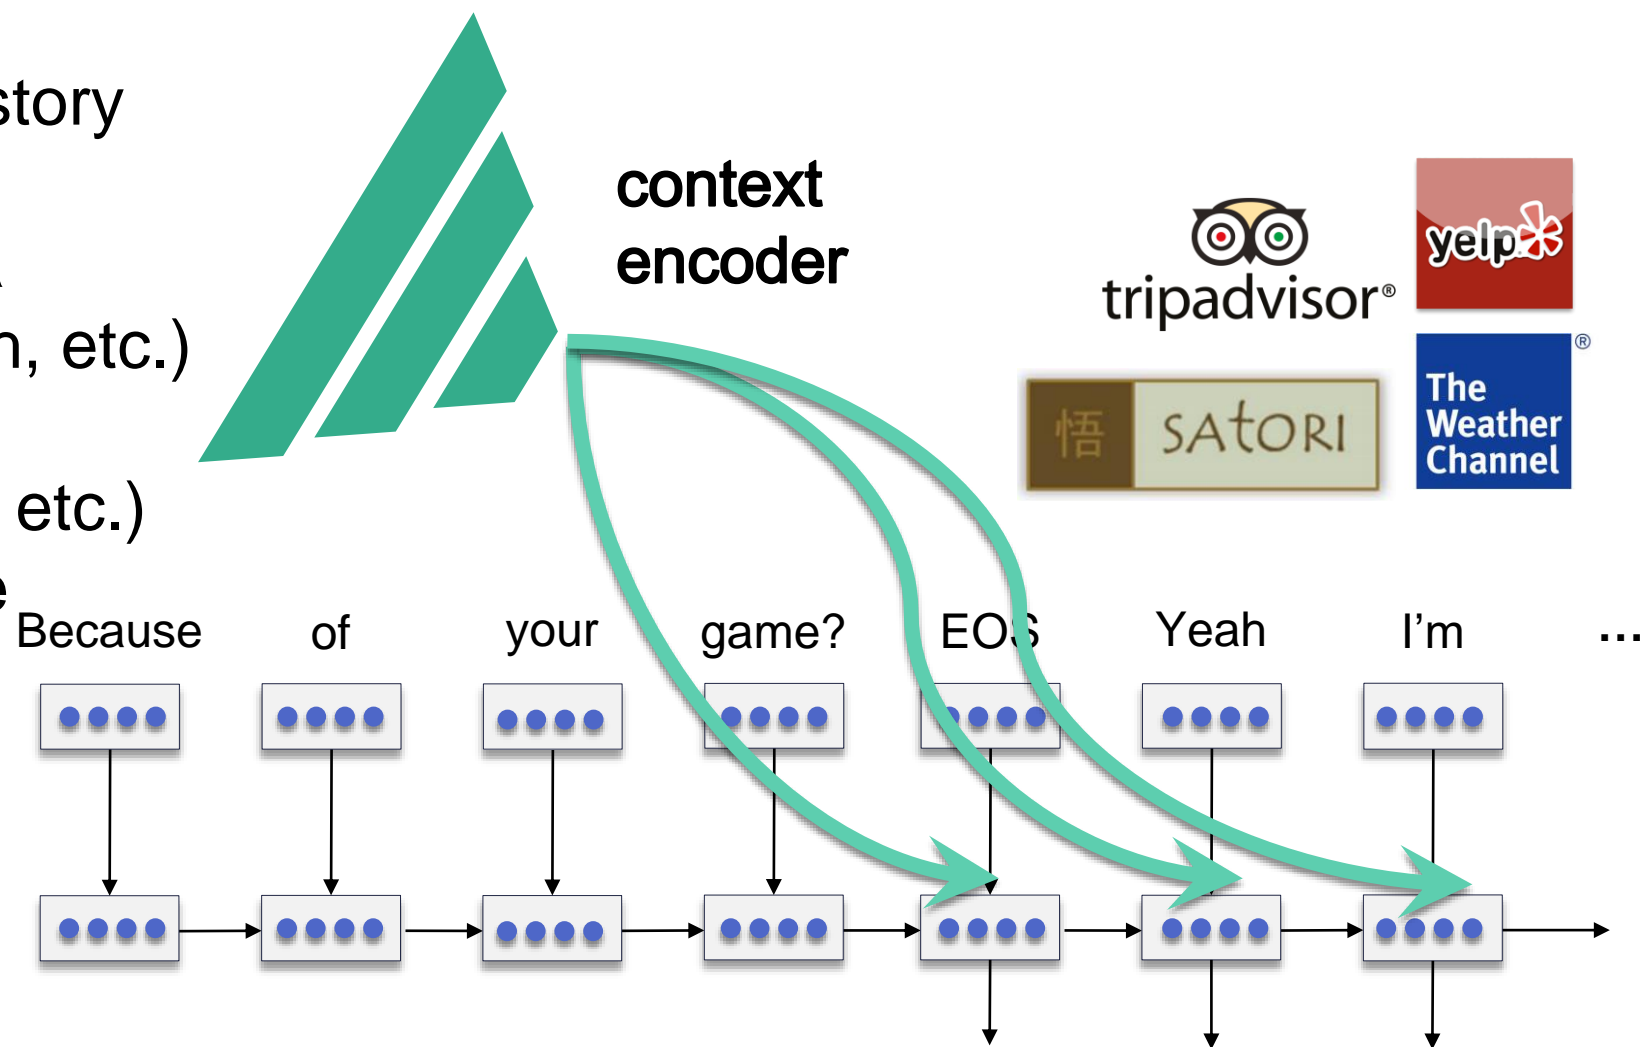 story
n, etc.)
etc.)
e
context
encoder
tripadvisor®
yelp
悟 SATORI
The
Weather
Channel
®
Because of your game? EOS Yeah I'm ...